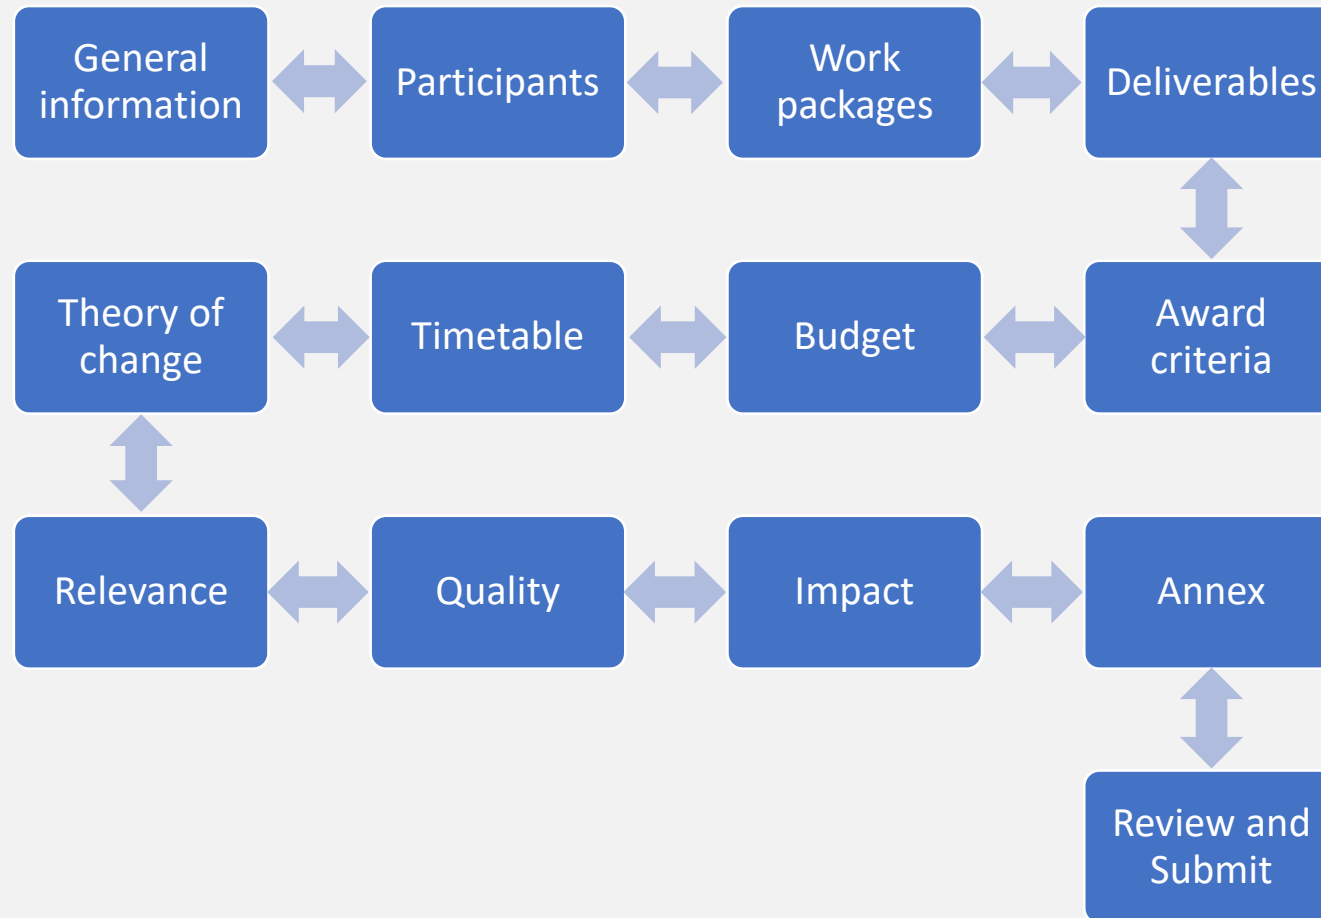 General
information
Participants
Work
packages
Deliverables
Theory of
change
Timetable
Budget
Award
criteria
Relevance
Quality
Impact
Annex
Review and
Submit